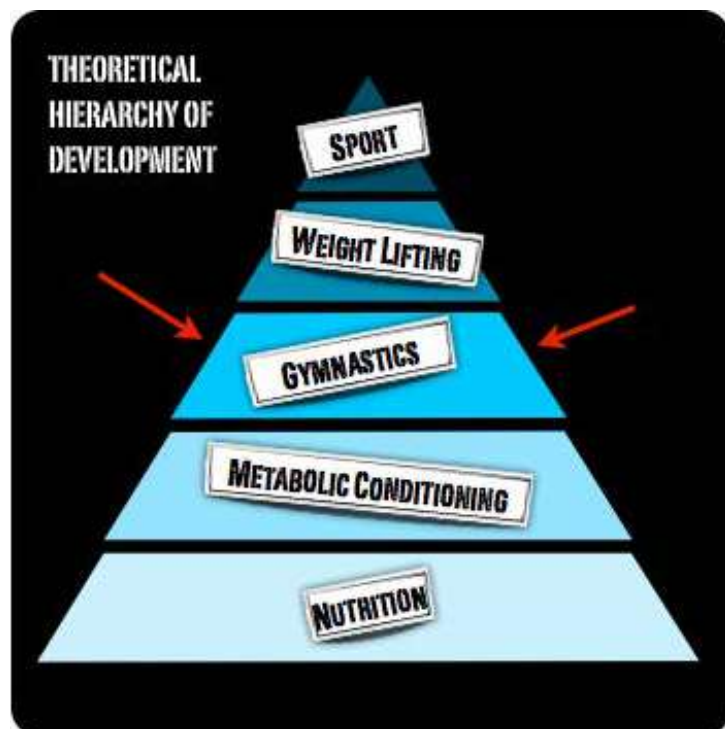 THEORETICAL
HIERARCHY OF
DEVELOPMENT
SPORT
WEIGHT LIFTING
GYMNASTICS
METABOLIC CONDITIONING
NUTRITION